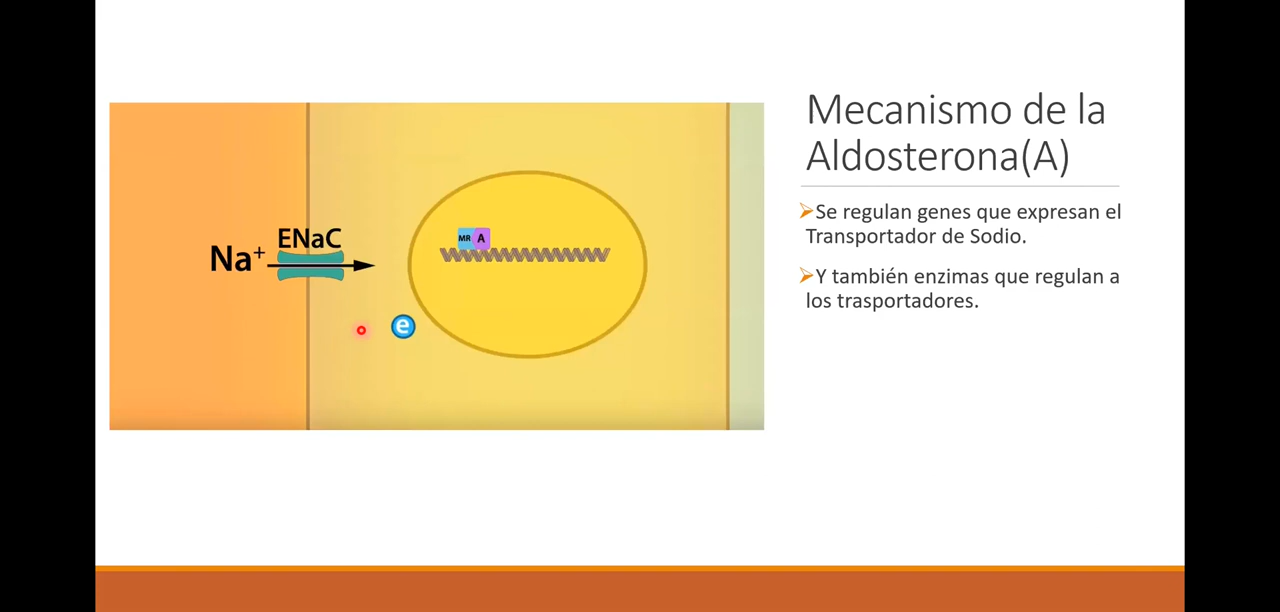 Mecanismo de la
Aldosterona(A)
➤Se regulan genes que expresan el
Transportador de Sodio.
➤Y también enzimas que regulan a
los trasportadores.
ENaC
Na⁺
MR A
e